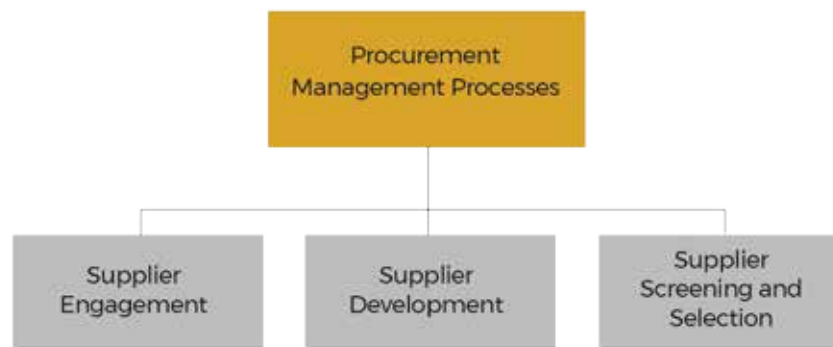 Procurement
Management Processes
Supplier
Engagement
Supplier
Development
Supplier
Screening and
Selection